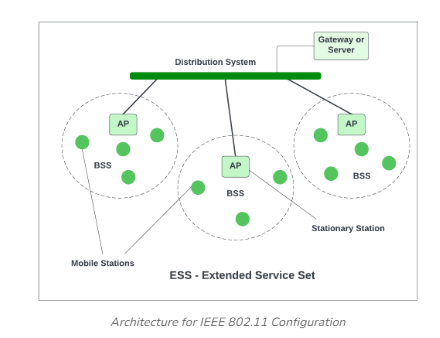 Gateway or
Server
Distribution System
AP
AP
BSS
BSS
AP
BSS
Stationary Station
Mobile Stations
ESS - Extended Service Set
Architecture for IEEE 802.11 Configuration